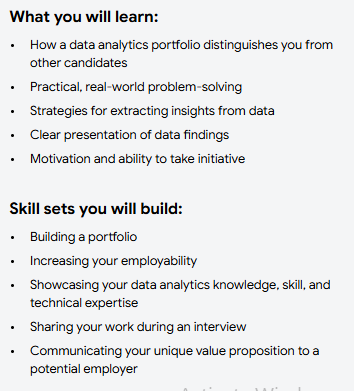 What you will learn:
• How a data analytics portfolio distinguishes you from
other candidates
• Practical, real-world problem-solving
• Strategies for extracting insights from data
• Clear presentation of data findings
• Motivation and ability to take initiative
Skill sets you will build:
• Building a portfolio
• Increasing your employability
• Showcasing your data analytics knowledge, skill, and
technical expertise
• Sharing your work during an interview
• Communicating your unique value proposition to a
potential employer